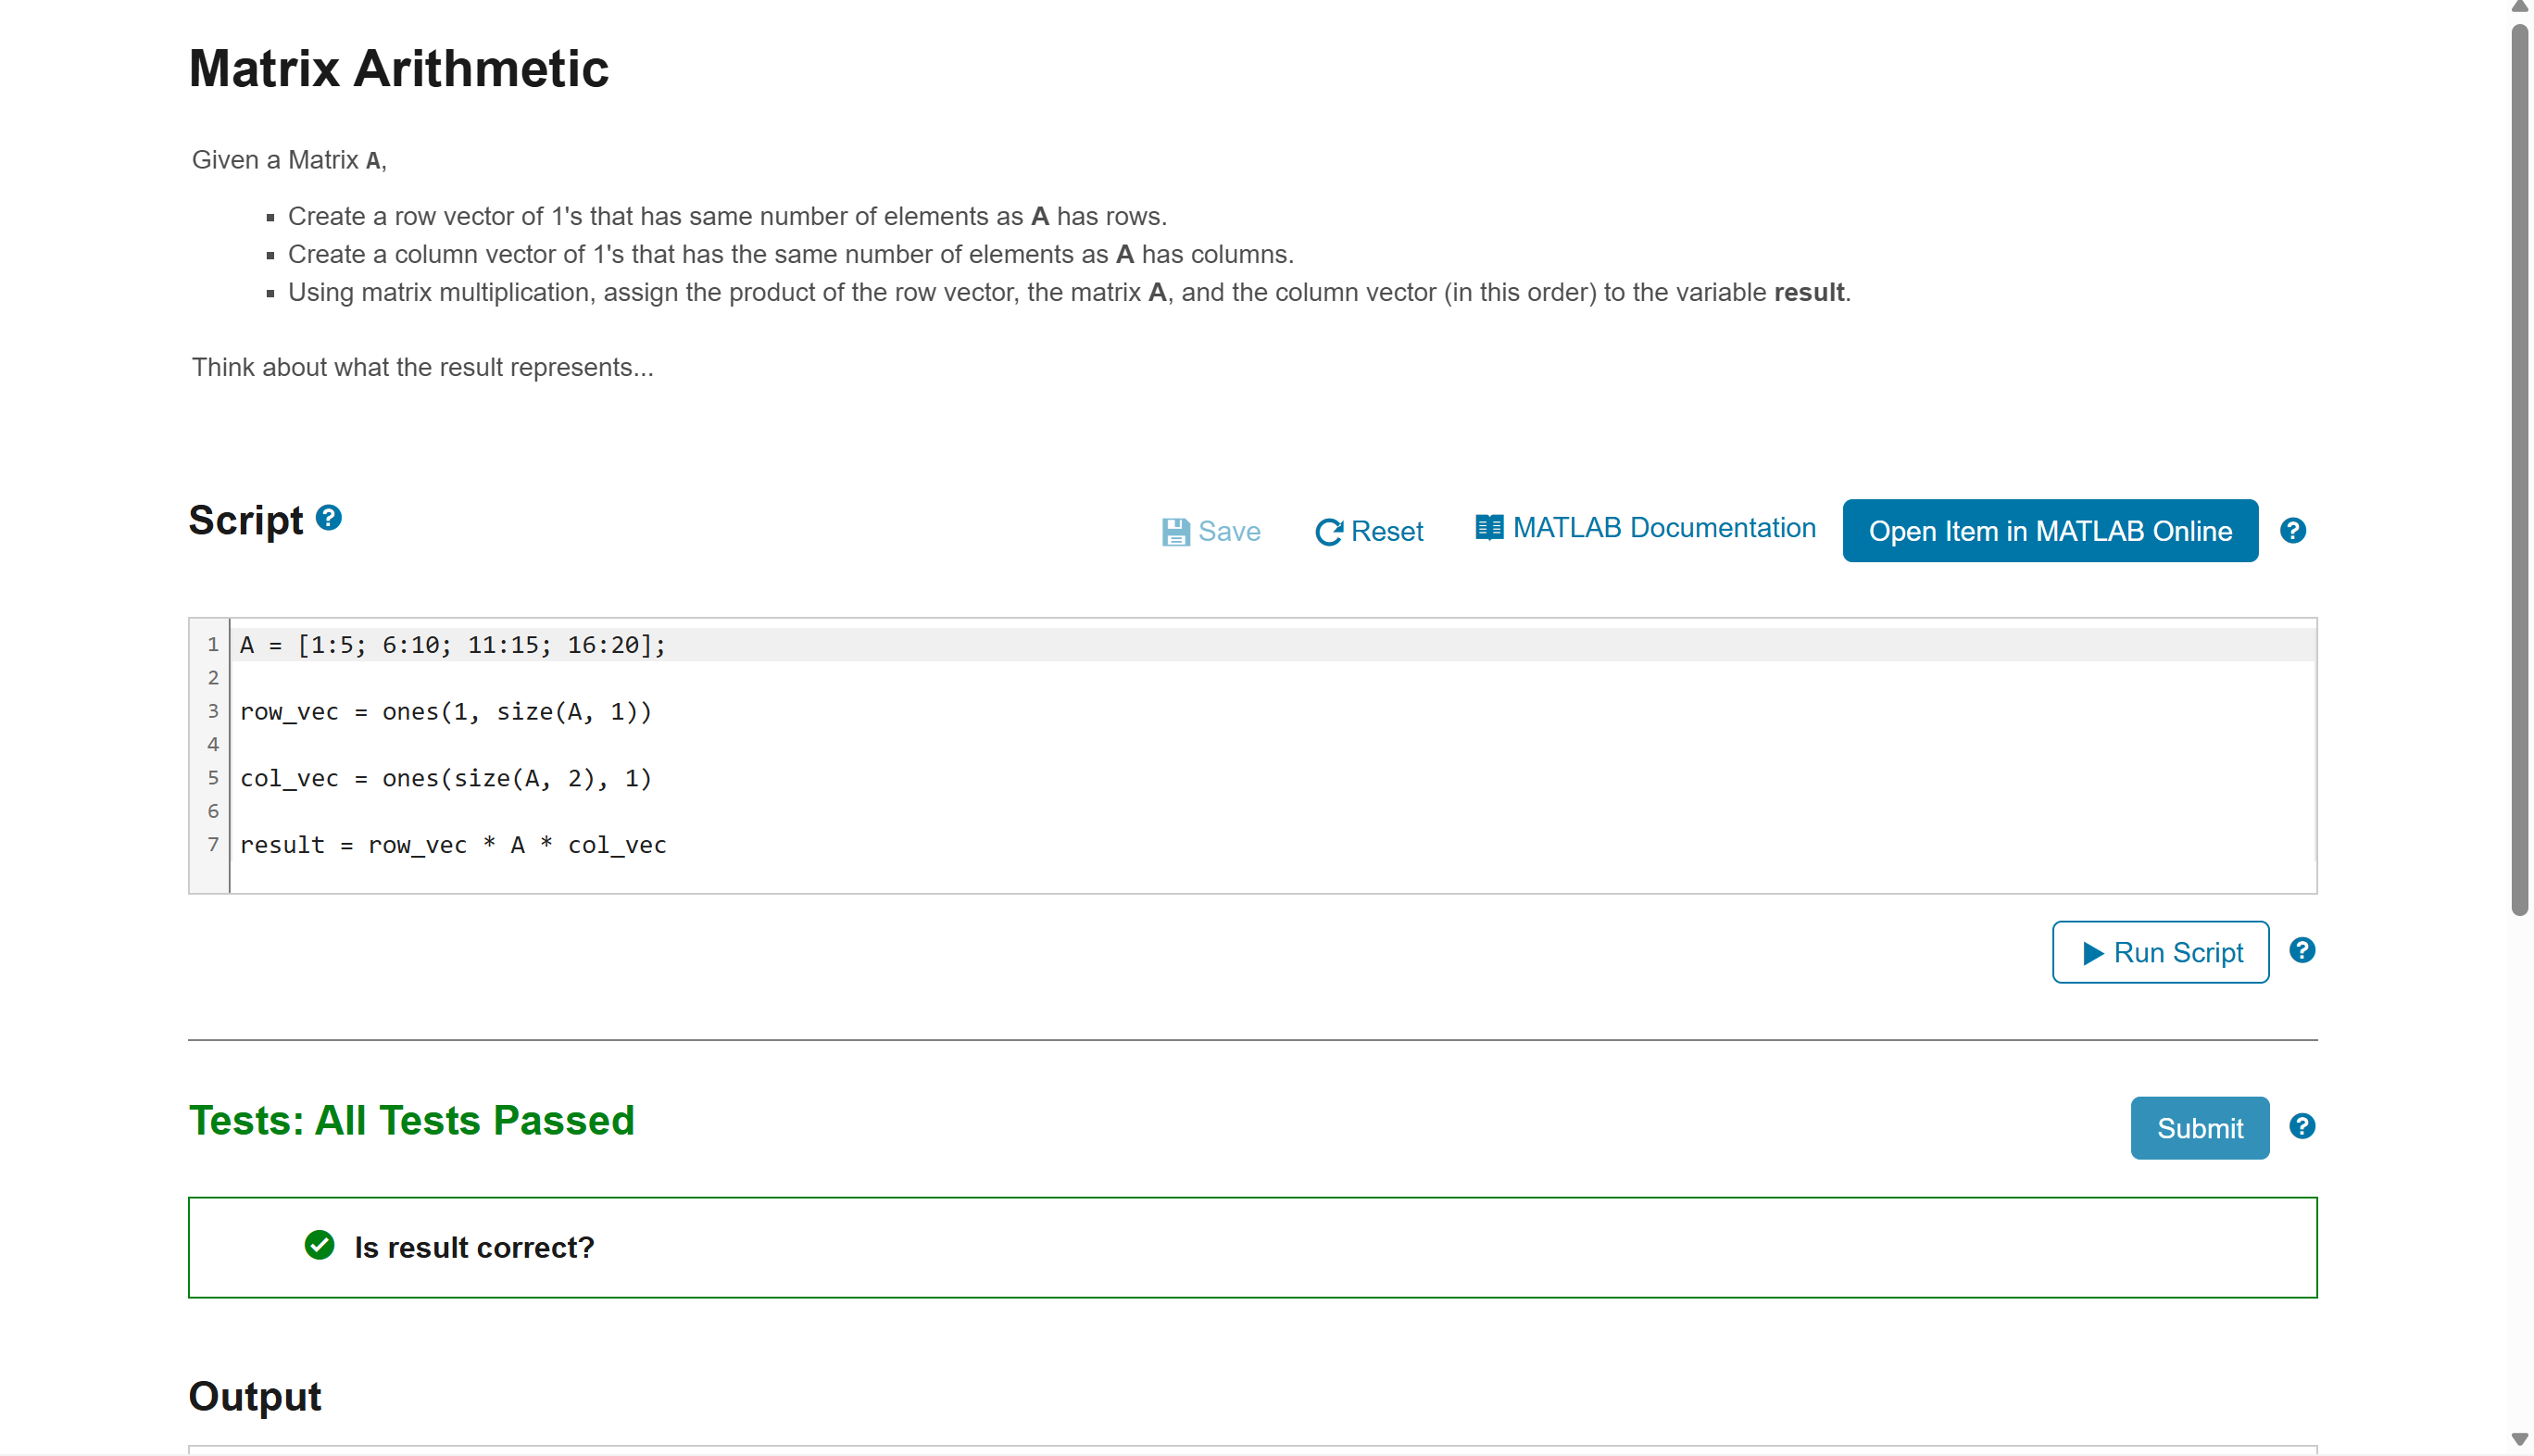 Matrix Arithmetic
Given a Matrix A,
▪ Create a row vector of 1's that has same number of elements as A has rows.
▪ Create a column vector of 1's that has the same number of elements as A has columns.
▪ Using matrix multiplication, assign the product of the row vector, the matrix A, and the column vector (in this order) to the variable result.
Think about what the result represents...
Script ? Save Reset MATLAB Documentation Open Item in MATLAB Online ?
1 A = [1:5; 6:10; 11:15; 16:20];
2
3 row_vec = ones(1, size(A, 1))
4
5 col_vec = ones(size(A, 2), 1)
6
7 result = row_vec * A * col_vec
Run Script ?
Tests: All Tests Passed Submit ?
Is result correct?
Output